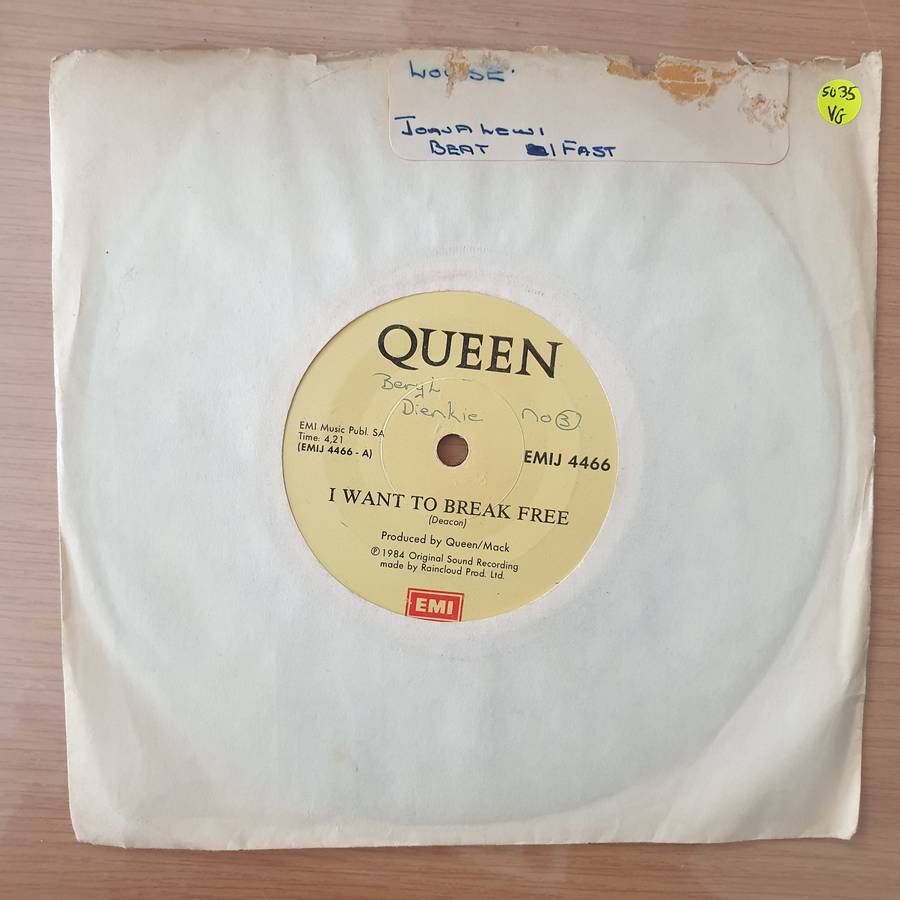 LOUISE
5035
VG
JOANA LEWI
BEAT 1 FAST
QUEEN
Beryl
Dienkie no 3
EMI Music Publ. SA
Time: 4,21
(EMIJ 4466 - A)
EMIJ 4466
I WANT TO BREAK FREE
(Deacon)
Produced by Queen/Mack
℗ 1984 Original Sound Recording
made by Raincloud Prod. Ltd.
EMI